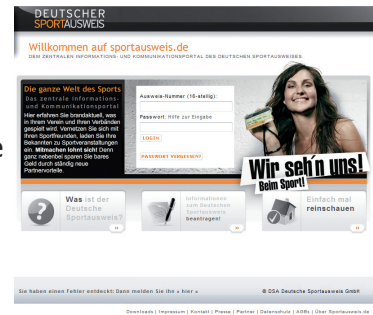 DEUTSCHER
SPORTAUSWEIS
Willkommen auf sportausweis.de
DEM ZENTRALEN INFORMATIONS- UND KOMMUNIKATIONSPORTAL DES DEUTSCHEN SPORTAUSWEISES.
Die ganze Welt des Sports
Das zentrale Informations-
und Kommunikationsportal
Hier erfahren Sie brandaktuell, was
in Ihrem Verein und Ihren Verbänden
gespielt wird. Vernetzen Sie sich mit
Ihren Sportfreunden, laden Sie Ihre
Bekannten zu Sportveranstaltungen
ein. Mitmachen lohnt sich! Denn
ganz nebenbei sparen Sie bares
Geld durch ständig neue
Partnervorteile.
Ausweis-Nummer (16-stellig):
Passwort: Hilfe zur Eingabe
LOGIN
PASSWORT VERGESSEN?
Wir seh'n uns!
Beim Sport!
e
Was ist der
Deutsche
Sportausweis?
»
Informationen
zum Deutschen
Sportausweis
beantragen!
»
Einfach mal
reinschauen
»
Sie haben einen Fehler entdeckt: Dann melden Sie ihn » hier «
© DSA Deutsche Sportausweis GmbH
Downloads | Impressum | Kontakt | Presse | Partner | Datenschutz | AGBs | Über Sportausweis.de